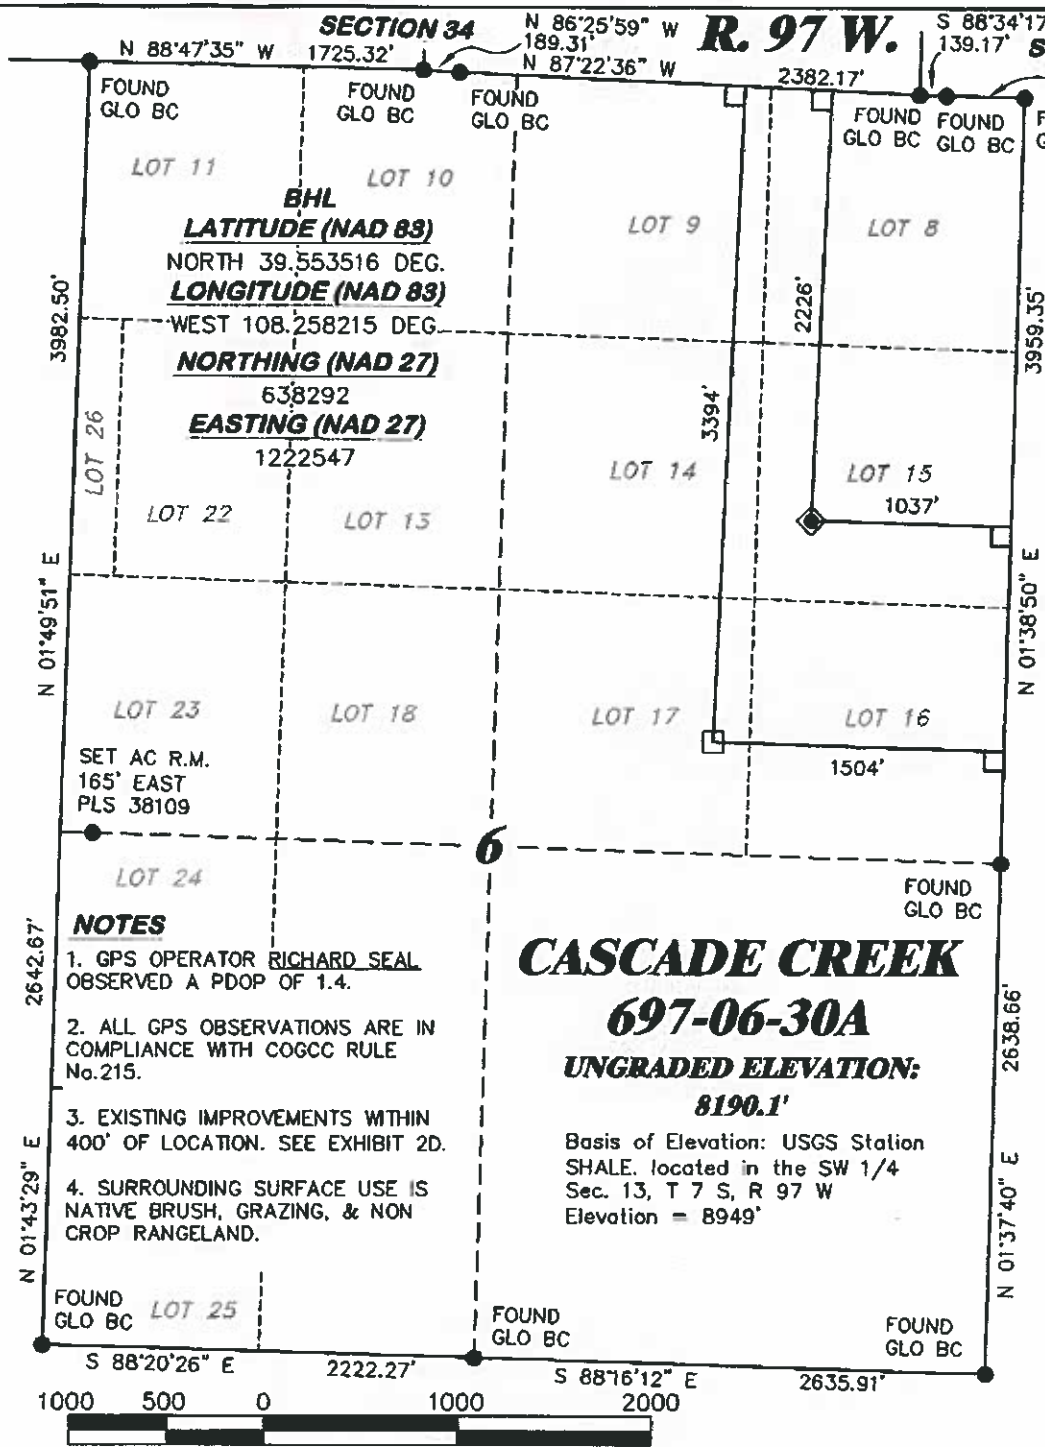 SECTION 34
N 86°25'59" W
189.31'
R. 97 W.
S 88°34'17
139.17'
N 88°47'35" W
1725.32'
N 87°22'36" W
2382.17'
S
FOUND
GLO BC
FOUND
GLO BC
FOUND
GLO BC
FOUND
GLO BC
FOUND
GLO BC
F
G
LOT 11
LOT 10
LOT 9
LOT 8
BHL
LATITUDE (NAD 83)
NORTH 39.553516 DEG.
LONGITUDE (NAD 83)
WEST 108.258215 DEG.
NORTHING (NAD 27)
638292
EASTING (NAD 27)
1222547
3982.50'
2226'
3959.35'
3394'
LOT 26
LOT 14
LOT 15
1037'
LOT 22
LOT 13
N 01°49'51" E
N 01°38'50" E
LOT 23
LOT 18
LOT 17
LOT 16
SET AC R.M.
165' EAST
PLS 38109
1504'
6
LOT 24
FOUND
GLO BC
NOTES
1. GPS OPERATOR RICHARD SEAL
OBSERVED A PDOP OF 1.4.
2. ALL GPS OBSERVATIONS ARE IN
COMPLIANCE WITH COGCC RULE
No.215.
3. EXISTING IMPROVEMENTS WITHIN
400' OF LOCATION. SEE EXHIBIT 2D.
4. SURROUNDING SURFACE USE IS
NATIVE BRUSH, GRAZING, & NON
CROP RANGELAND.
2642.67'
N 01°43'29" E
CASCADE CREEK
697-06-30A
UNGRADED ELEVATION:
8190.1'
Basis of Elevation: USGS Station
SHALE. located in the SW 1/4
Sec. 13, T 7 S, R 97 W
Elevation = 8949'
2638.66'
N 01°37'40" E
FOUND
GLO BC
LOT 25
FOUND
GLO BC
FOUND
GLO BC
S 88°20'26" E
2222.27'
S 88°16'12" E
2635.91'
1000 500 0 1000 2000